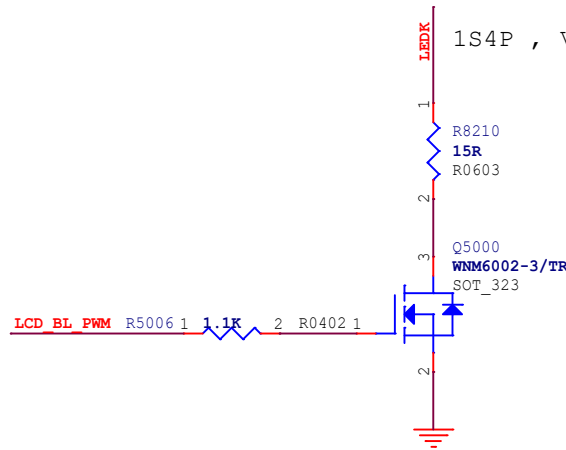 LEDK
1S4P , V
1
R8210
15R
R0603
2
3
Q5000
WNM6002-3/TR
SOT_323
LCD_BL_PWM R5006 1 1.1K 2 R0402 1
2